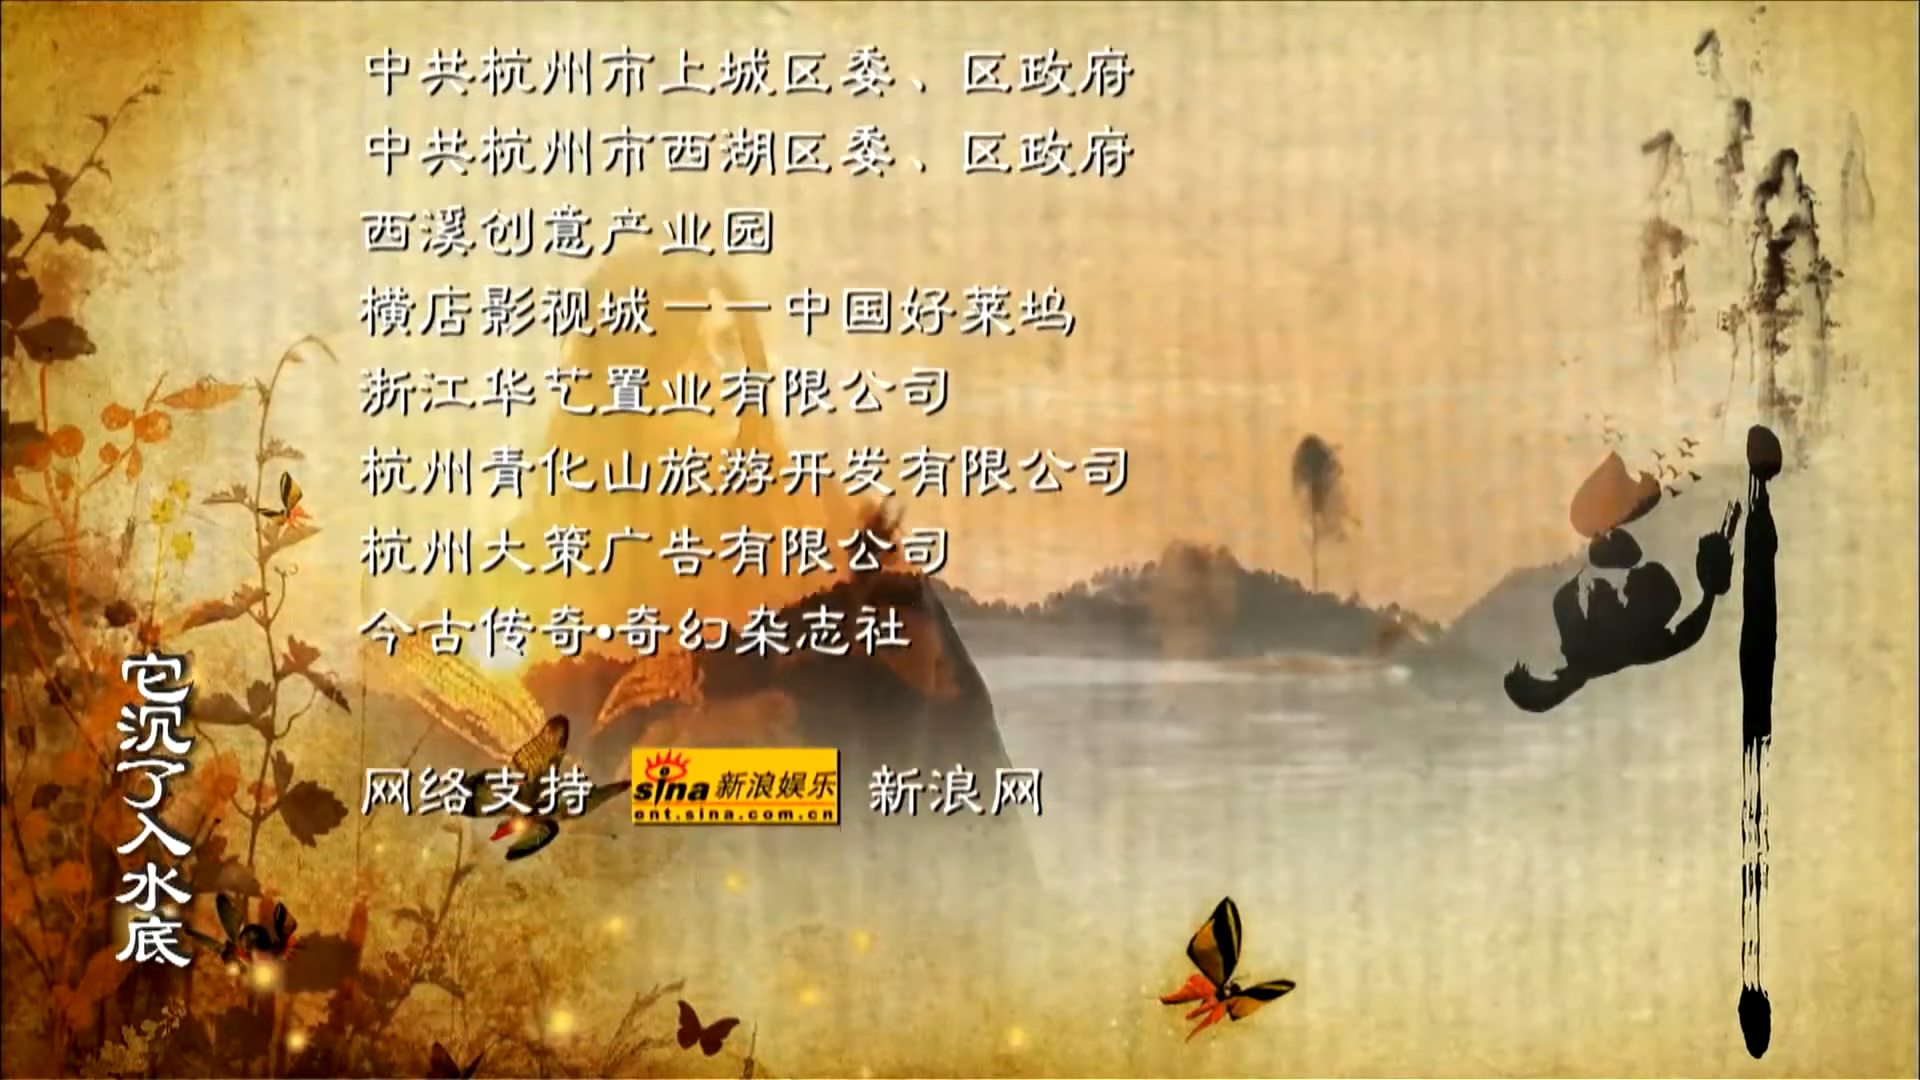 中共杭州市上城区委、区政府
中共杭州市西湖区委、区政府
西溪创意产业园
横店影视城——中国好莱坞
浙江华艺置业有限公司
杭州青化山旅游开发有限公司
杭州大策广告有限公司
今古传奇•奇幻杂志社
网络支持 sina 新浪娱乐 新浪网
ent.sina.com.cn
它沉了入水底